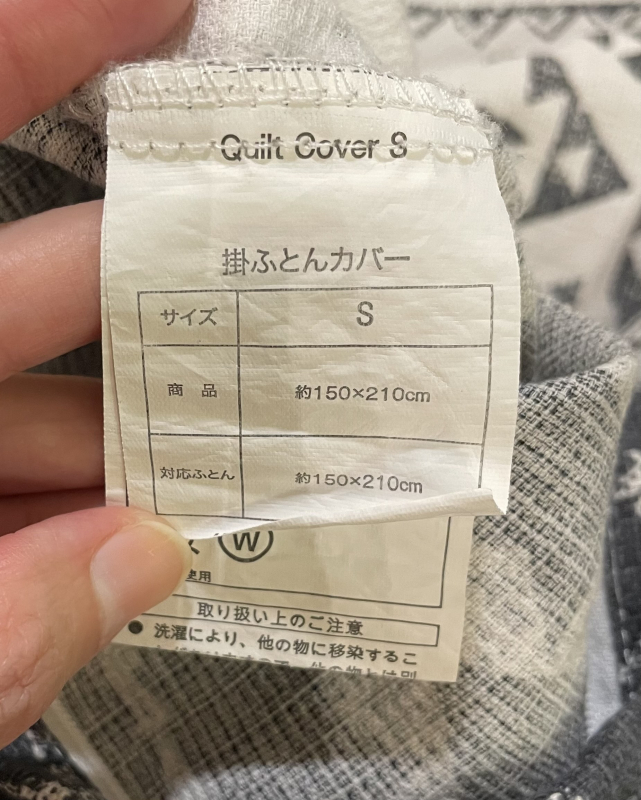 Quilt Cover S
掛ふとんカバー
サイズ S
商品 約150×210cm
対応ふとん 約150×210cm
W
使用
取り扱い上のご注意
● 洗濯により、他の物に移染するこ